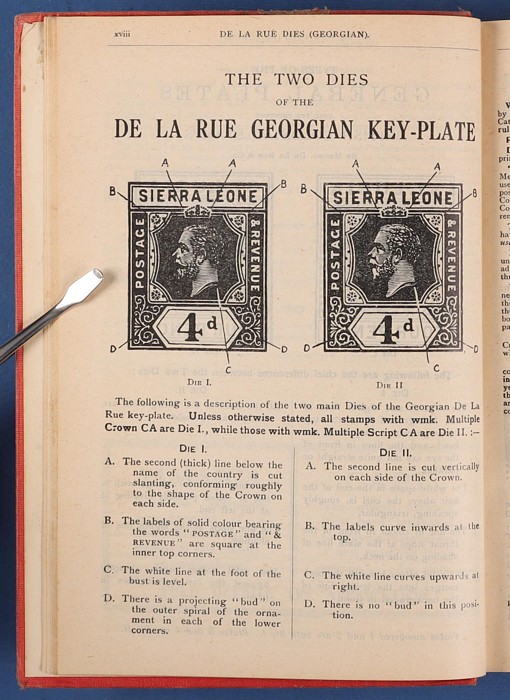 xviii DE LA RUE DIES (GEORGIAN).
THE TWO DIES
OF THE
DE LA RUE GEORGIAN KEY-PLATE
A A
B B
SIERRA LEONE
POSTAGE
& REVENUE
4d
D D
C
DIE I.
A A
B B
SIERRA LEONE
POSTAGE
& REVENUE
4d
D D
C
DIE II
The following is a description of the two main Dies of the Georgian De La
Rue key-plate. Unless otherwise stated, all stamps with wmk. Multiple
Crown CA are Die I., while those with wmk. Multiple Script CA are Die II. :—
DIE I.
A. The second (thick) line below the
name of the country is cut
slanting, conforming roughly
to the shape of the Crown on
each side.
B. The labels of solid colour bearing
the words "POSTAGE" and "&
REVENUE" are square at the
inner top corners.
C. The white line at the foot of the
bust is level.
D. There is a projecting "bud" on
the outer spiral of the orna-
ment in each of the lower
corners.
DIE II.
A. The second line is cut vertically
on each side of the Crown.
B. The labels curve inwards at the
top.
C. The white line curves upwards at
right.
D. There is no "bud" in this posi-
tion.